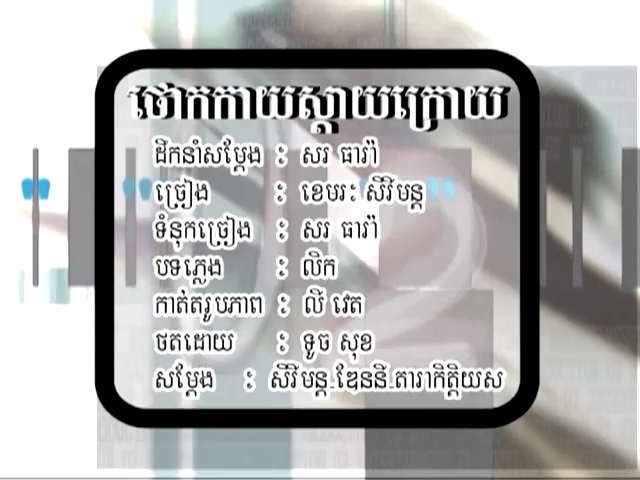 ថោកកាយស្ដាយក្រោយ
ដឹកនាំសម្ដែង : សរ ធារ៉ា
ច្រៀង : ខេមរៈ សិរីមន្ត
ទំនុកច្រៀង : សរ ធារ៉ា
បទភ្លេង : លិក
កាត់តរូបភាព : លី វេត
ថតដោយ : ទូច សុខ
សម្ដែង : សិរីមន្ត.ឌែននី.តារាកិត្តិយស